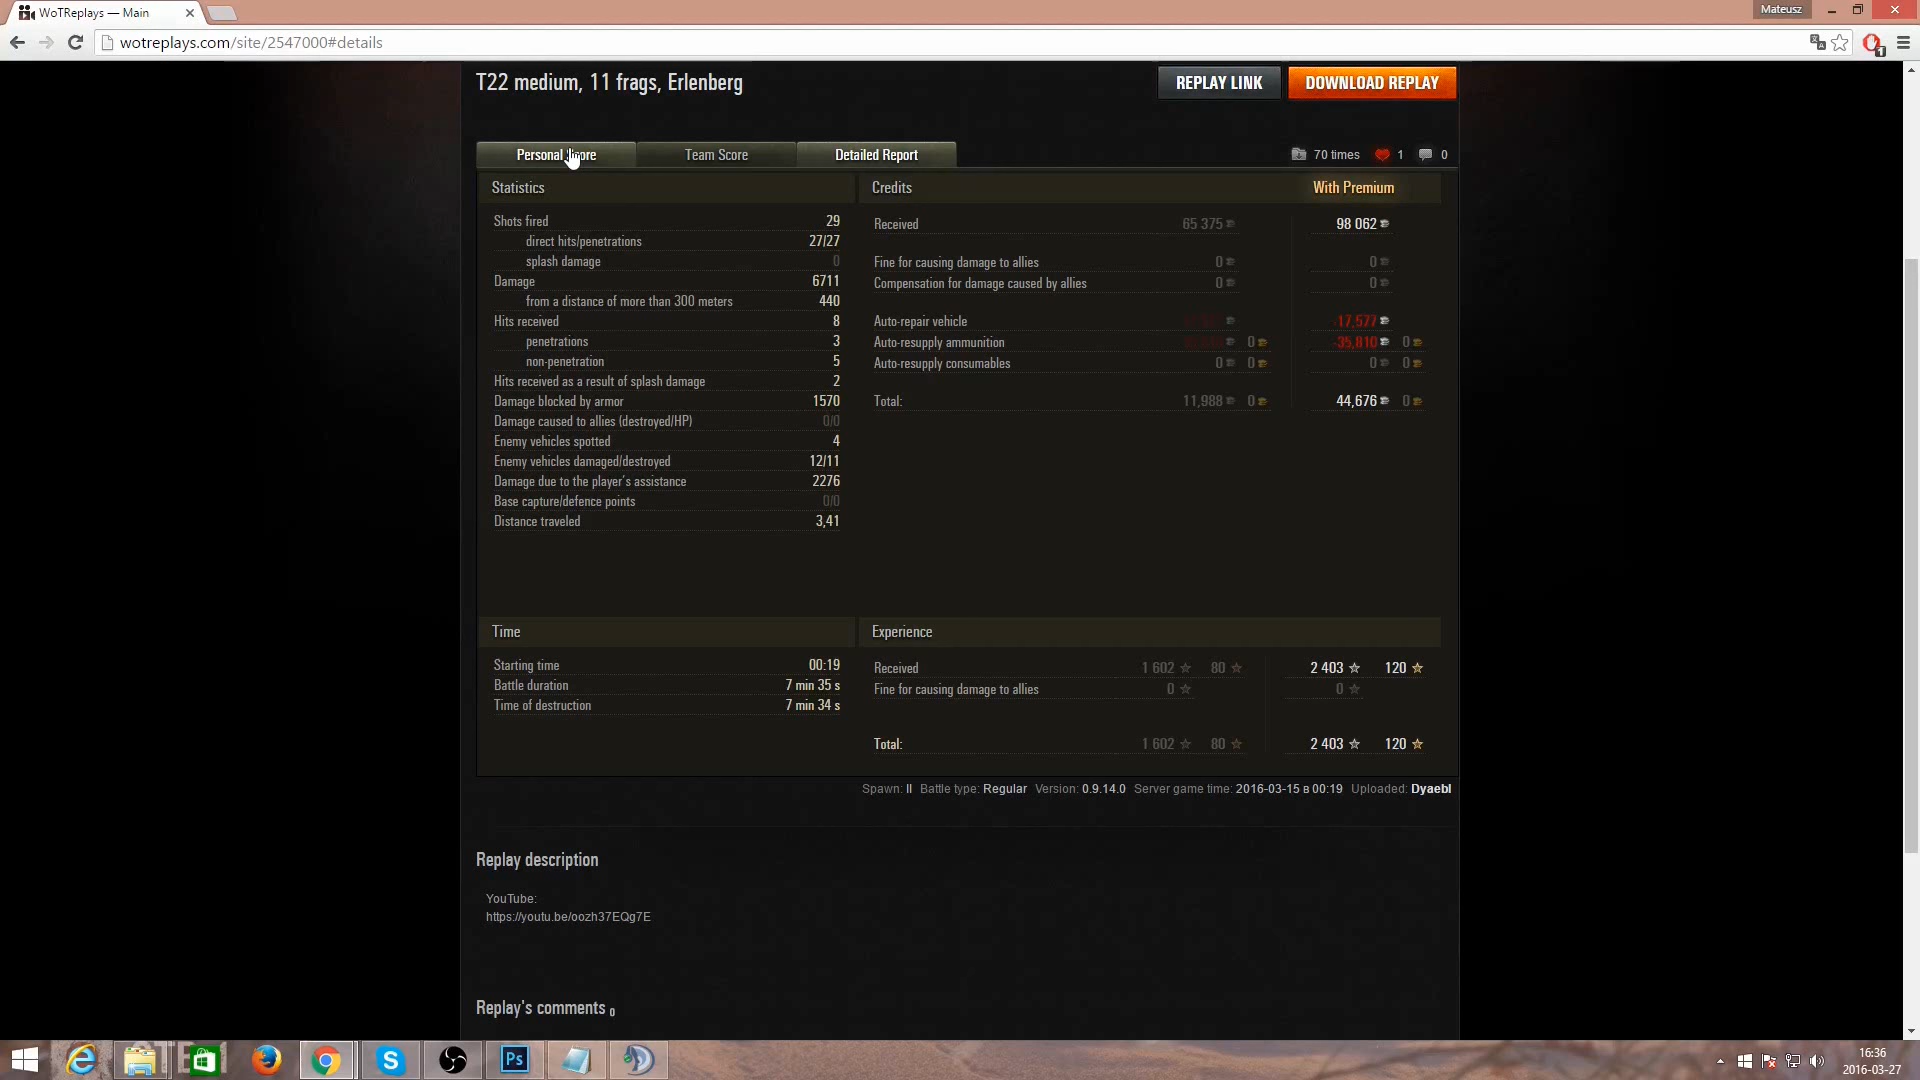 WoTReplays — Main
Mateusz
wotreplays.com/site/2547000#details
T22 medium, 11 frags, Erlenberg
REPLAY LINK
DOWNLOAD REPLAY
Personal Score
Team Score
Detailed Report
70 times 1 0
Statistics
Shots fired 29
direct hits/penetrations 27/27
splash damage 0
Damage 6711
from a distance of more than 300 meters 440
Hits received 8
penetrations 3
non-penetration 5
Hits received as a result of splash damage 2
Damage blocked by armor 1570
Damage caused to allies (destroyed/HP) 0/0
Enemy vehicles spotted 4
Enemy vehicles damaged/destroyed 12/11
Damage due to the player's assistance 2276
Base capture/defence points 0/0
Distance traveled 3,41
Credits With Premium
Received 65 375 98 062
Fine for causing damage to allies 0 0
Compensation for damage caused by allies 0 0
Auto-repair vehicle -17,577
Auto-resupply ammunition 0 -35,810 0
Auto-resupply consumables 0 0 0 0
Total: 11,988 0 44,676 0
Time
Starting time 00:19
Battle duration 7 min 35 s
Time of destruction 7 min 34 s
Experience
Received 1 602 80 2 403 120
Fine for causing damage to allies 0 0
Total: 1 602 80 2 403 120
Spawn: II Battle type: Regular Version: 0.9.14.0 Server game time: 2016-03-15 в 00:19 Uploaded: Dyaebl
Replay description
YouTube:
https://youtu.be/oozh37EQg7E
Replay's comments 0
Ps
16:36
2016-03-27